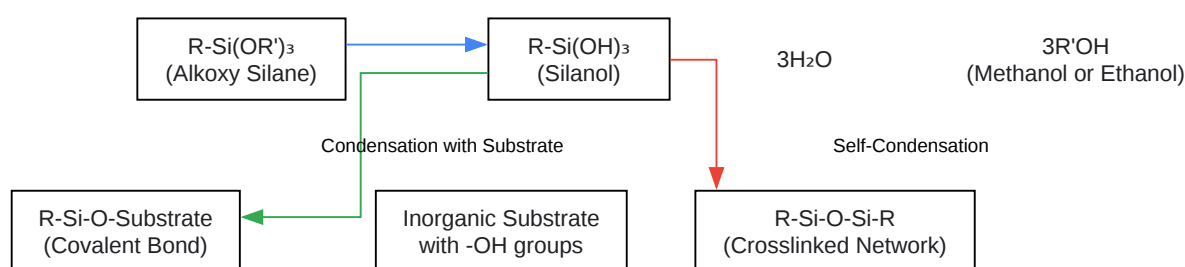 R-Si(OR')₃
(Alkoxy Silane)
R-Si(OH)₃
(Silanol)
3H₂O
3R'OH
(Methanol or Ethanol)
Condensation with Substrate
Self-Condensation
R-Si-O-Substrate
(Covalent Bond)
Inorganic Substrate
with -OH groups
R-Si-O-Si-R
(Crosslinked Network)